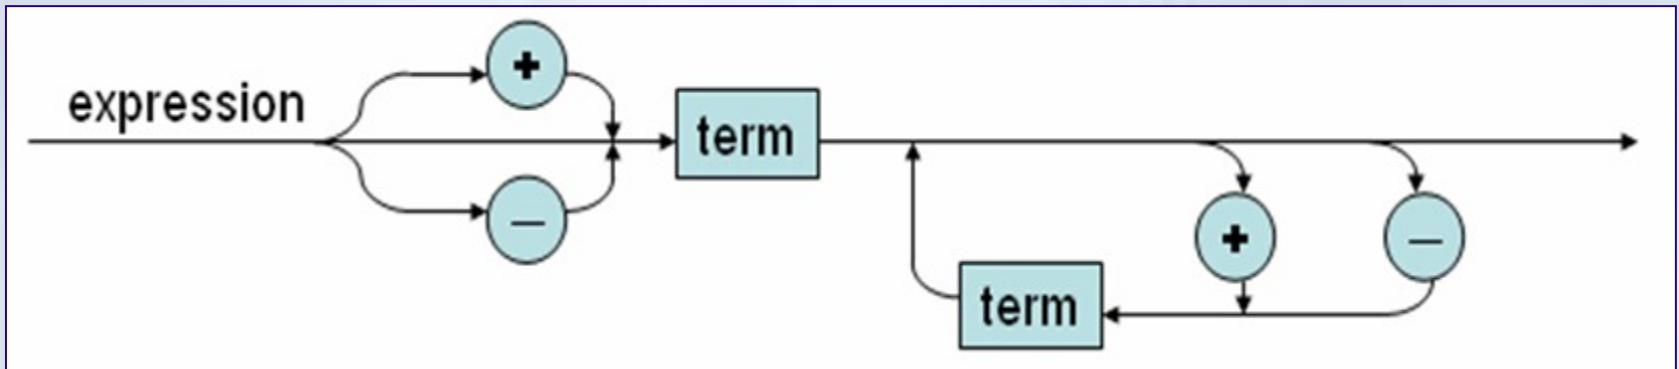 +
expression
term
—
+
—
term